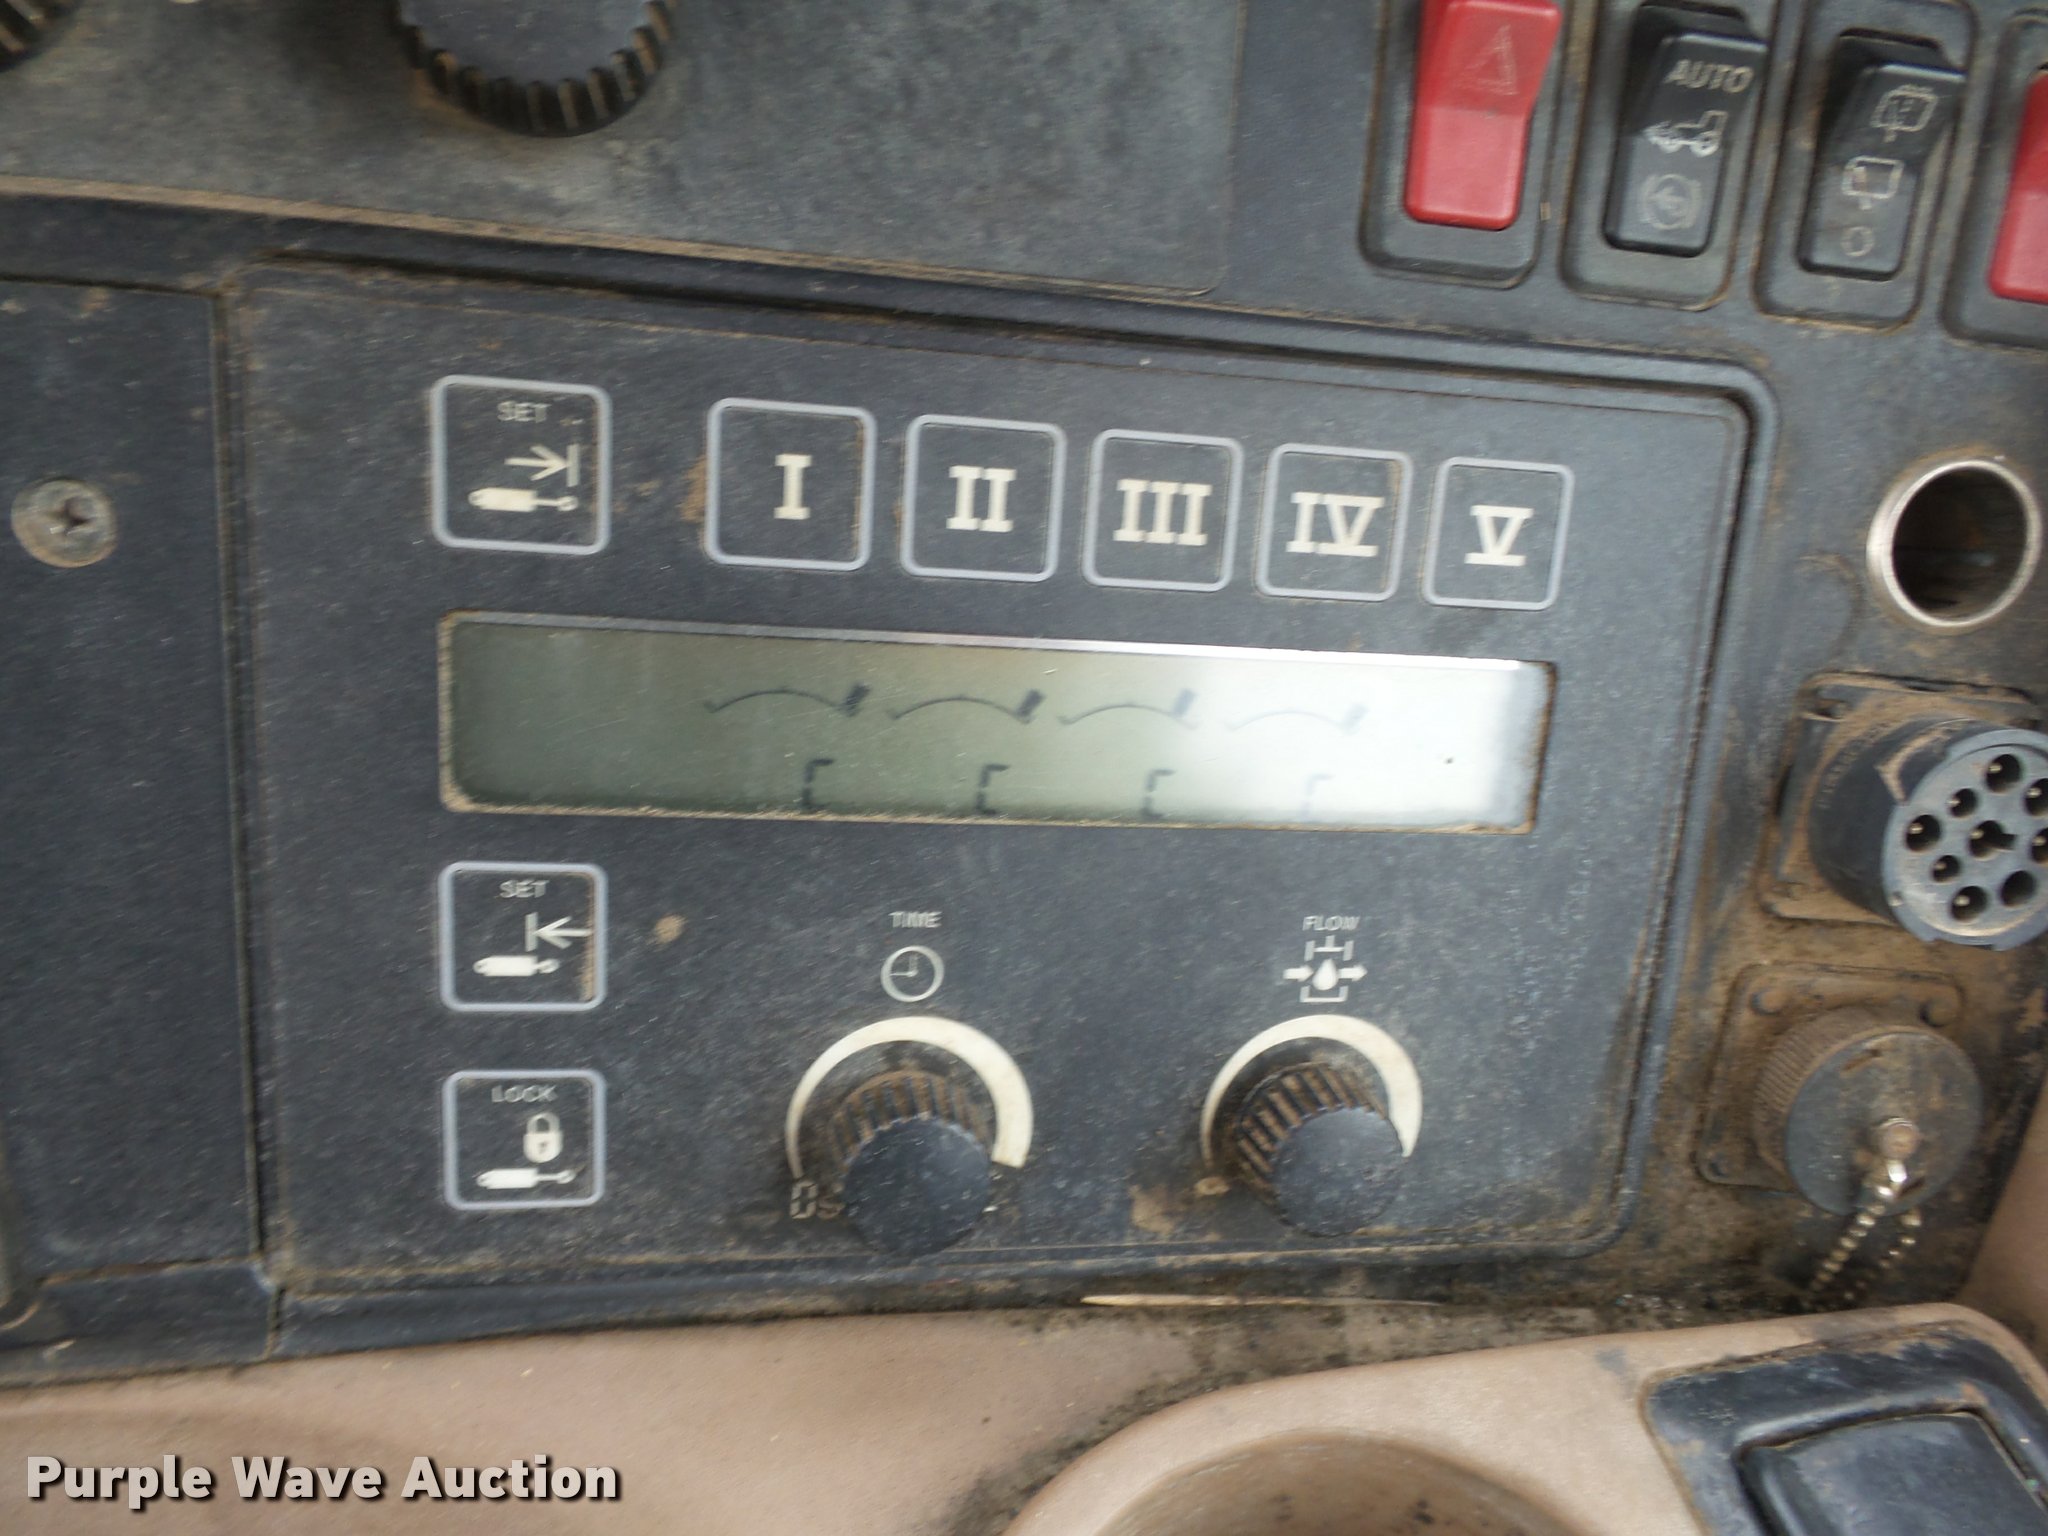 AUTO
SET
I II III IV V
C C C C
SET
TIME
FLOW
LOCK
Purple Wave Auction